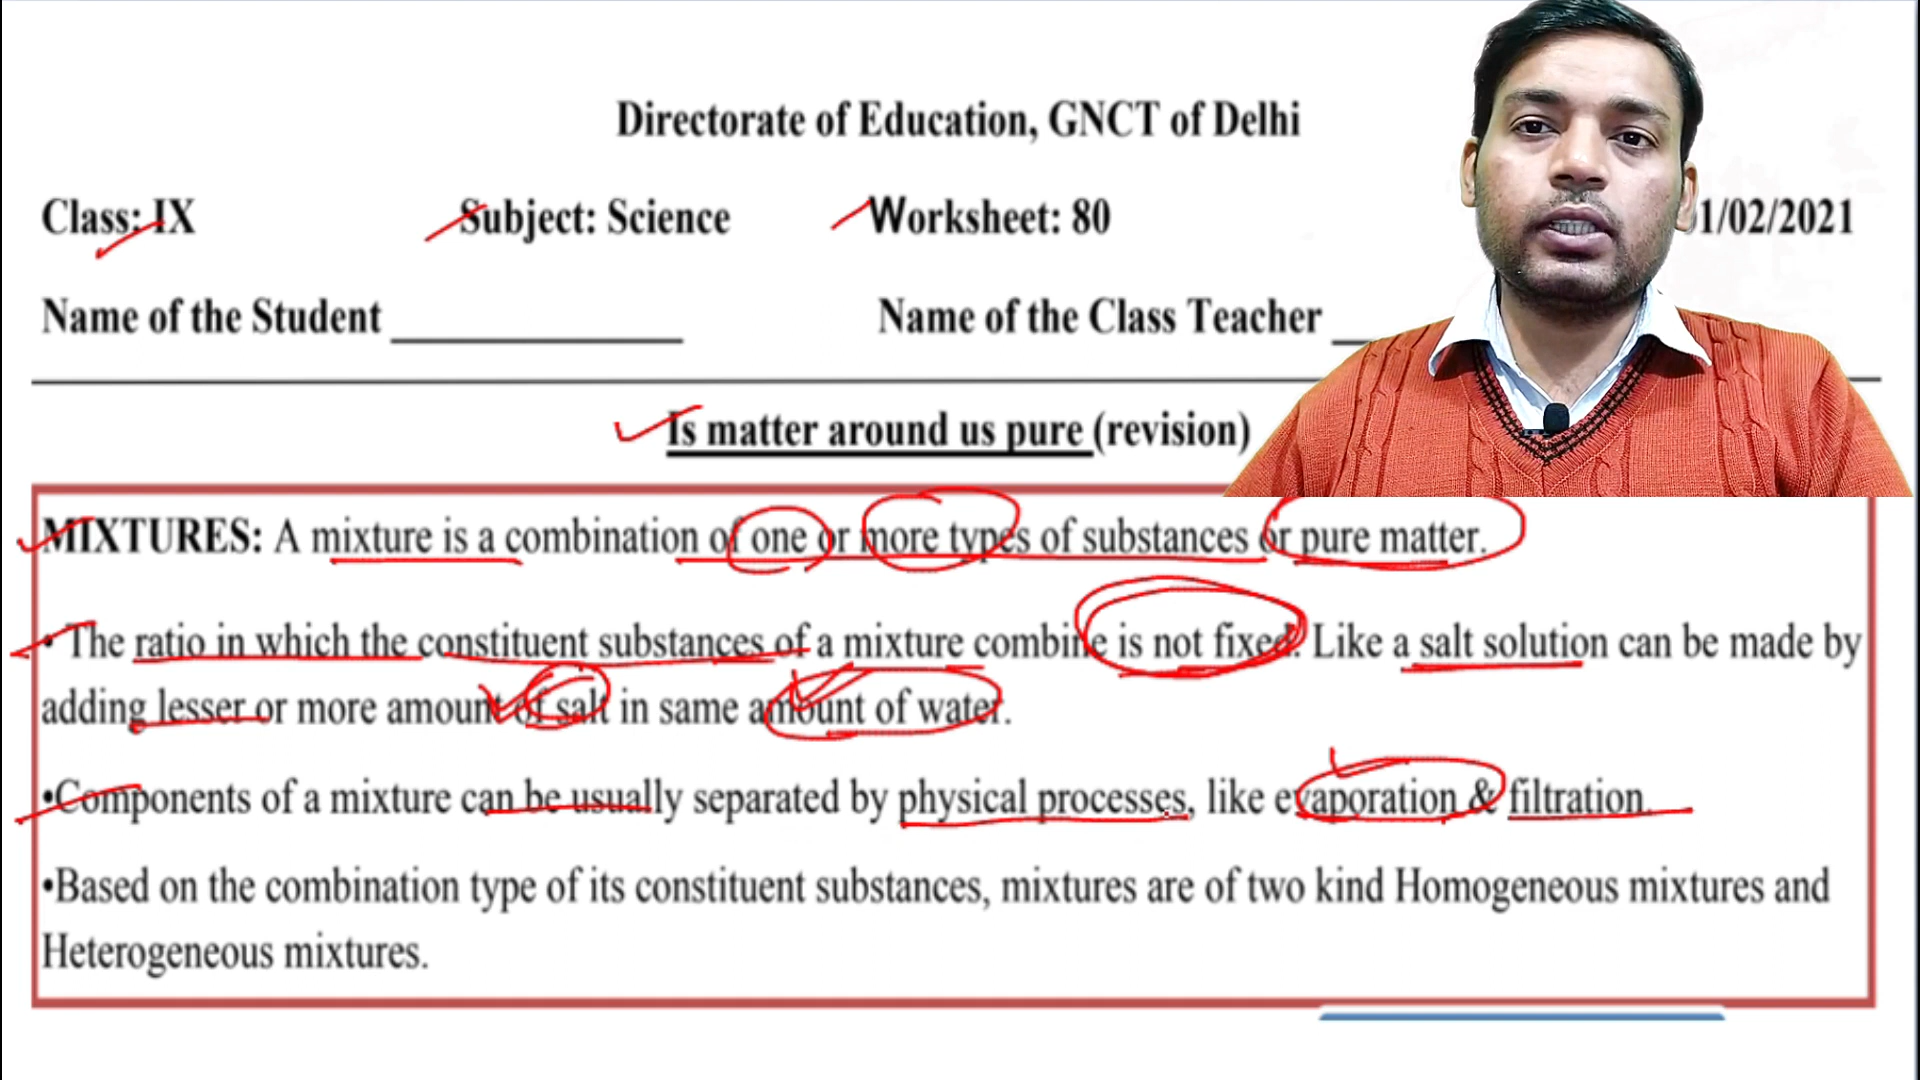 Directorate of Education, GNCT of Delhi
Class: IX Subject: Science Worksheet: 80 1/02/2021
Name of the Student ____________ Name of the Class Teacher __
Is matter around us pure (revision)
MIXTURES: A mixture is a combination of one or more types of substances or pure matter.
• The ratio in which the constituent substances of a mixture combine is not fixed. Like a salt solution can be made by
adding lesser or more amount of salt in same amount of water.
•Components of a mixture can be usually separated by physical processes, like evaporation & filtration.
•Based on the combination type of its constituent substances, mixtures are of two kind Homogeneous mixtures and
Heterogeneous mixtures.